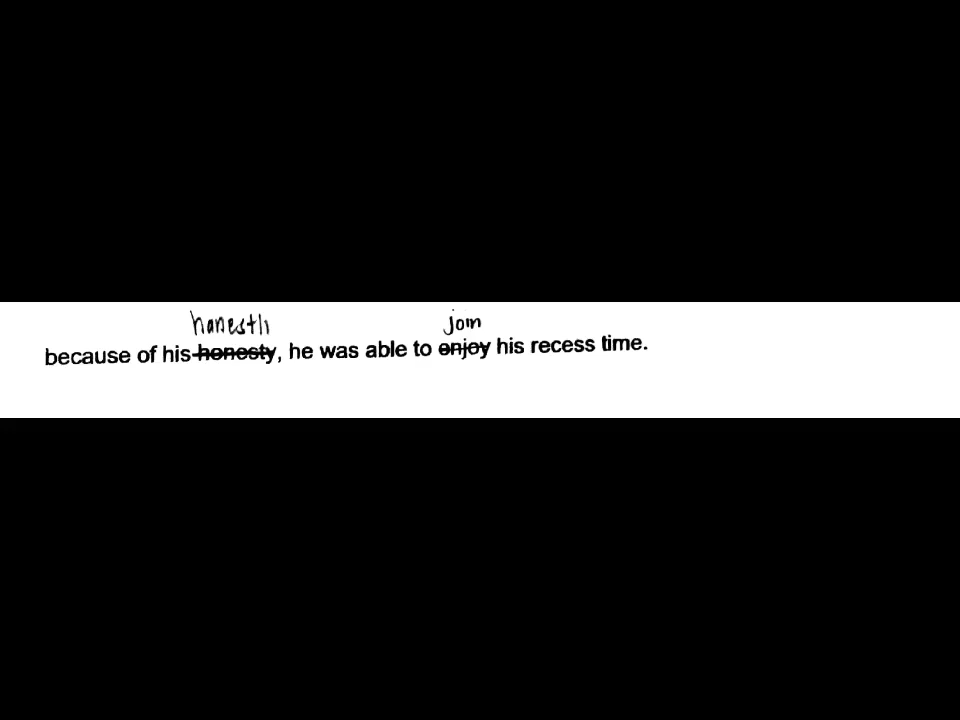 hanestli join
because of his honesty, he was able to enjoy his recess time.